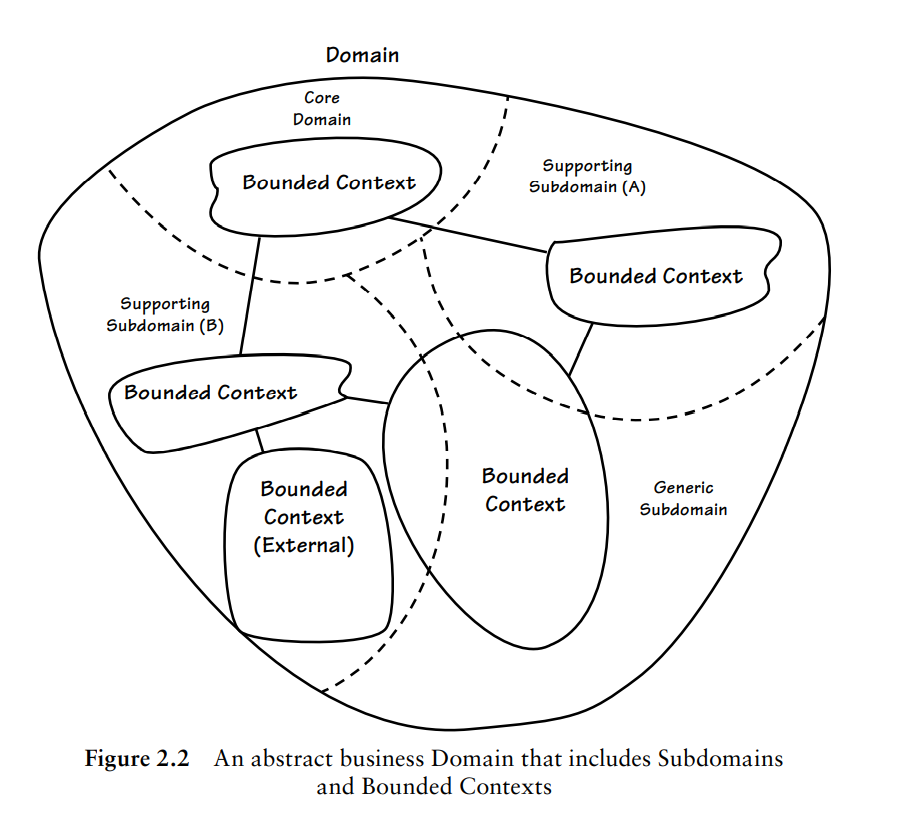 Domain
Core
Domain
Bounded Context
Supporting
Subdomain (A)
Bounded Context
Supporting
Subdomain (B)
Bounded Context
Bounded
Context
(External)
Bounded
Context
Generic
Subdomain
Figure 2.2 An abstract business Domain that includes Subdomains
and Bounded Contexts